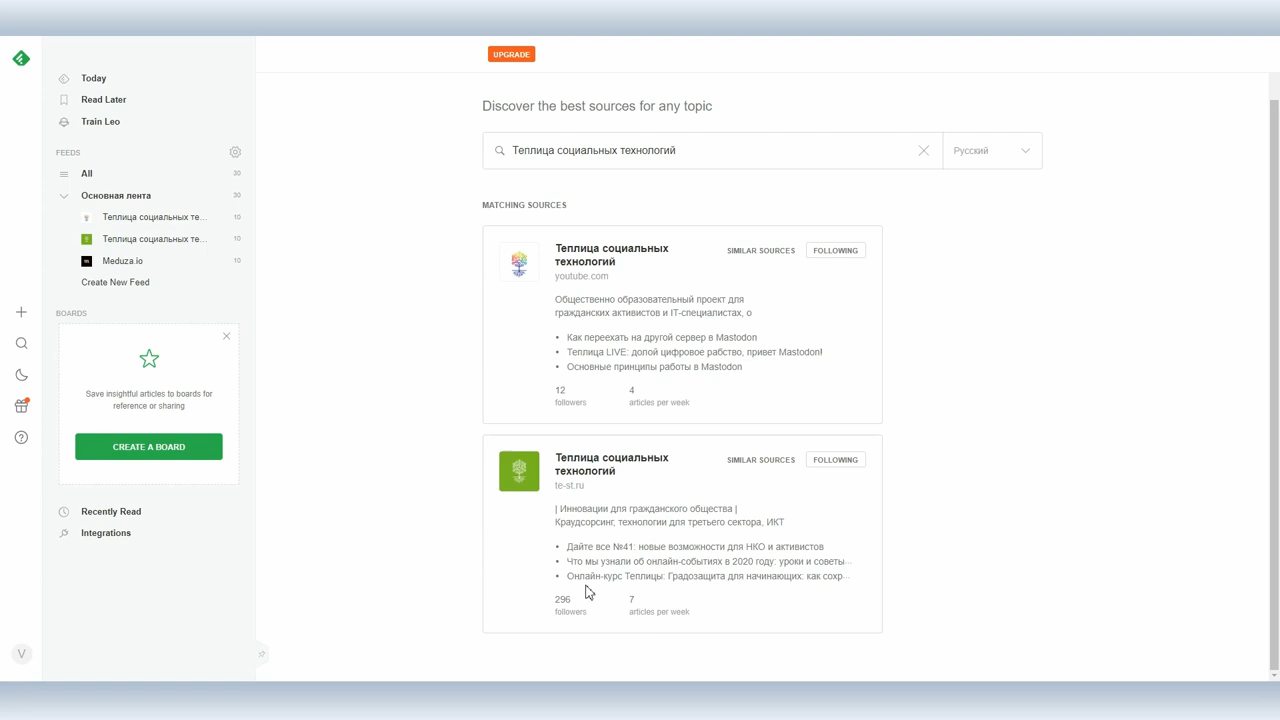 UPGRADE
Today
Read Later
Train Leo
FEEDS
All 30
Основная лента 30
Теплица социальных те... 10
Теплица социальных те... 10
Meduza.io 10
Create New Feed
BOARDS
Save insightful articles to boards for
reference or sharing
CREATE A BOARD
Recently Read
Integrations
V
Discover the best sources for any topic
Теплица социальных технологий Русский
MATCHING SOURCES
Теплица социальных
технологий
SIMILAR SOURCES FOLLOWING
youtube.com
Общественно образовательный проект для
гражданских активистов и IT-специалистах, о
• Как переехать на другой сервер в Mastodon
• Теплица LIVE: долой цифровое рабство, привет Mastodon!
• Основные принципы работы в Mastodon
12 4
followers articles per week
Теплица социальных
технологий
SIMILAR SOURCES FOLLOWING
te-st.ru
| Инновации для гражданского общества |
Краудсорсинг, технологии для третьего сектора, ИКТ
• Дайте все №41: новые возможности для НКО и активистов
• Что мы узнали об онлайн-событиях в 2020 году: уроки и советы...
• Онлайн-курс Теплицы: Градозащита для начинающих: как сохр...
296 7
followers articles per week